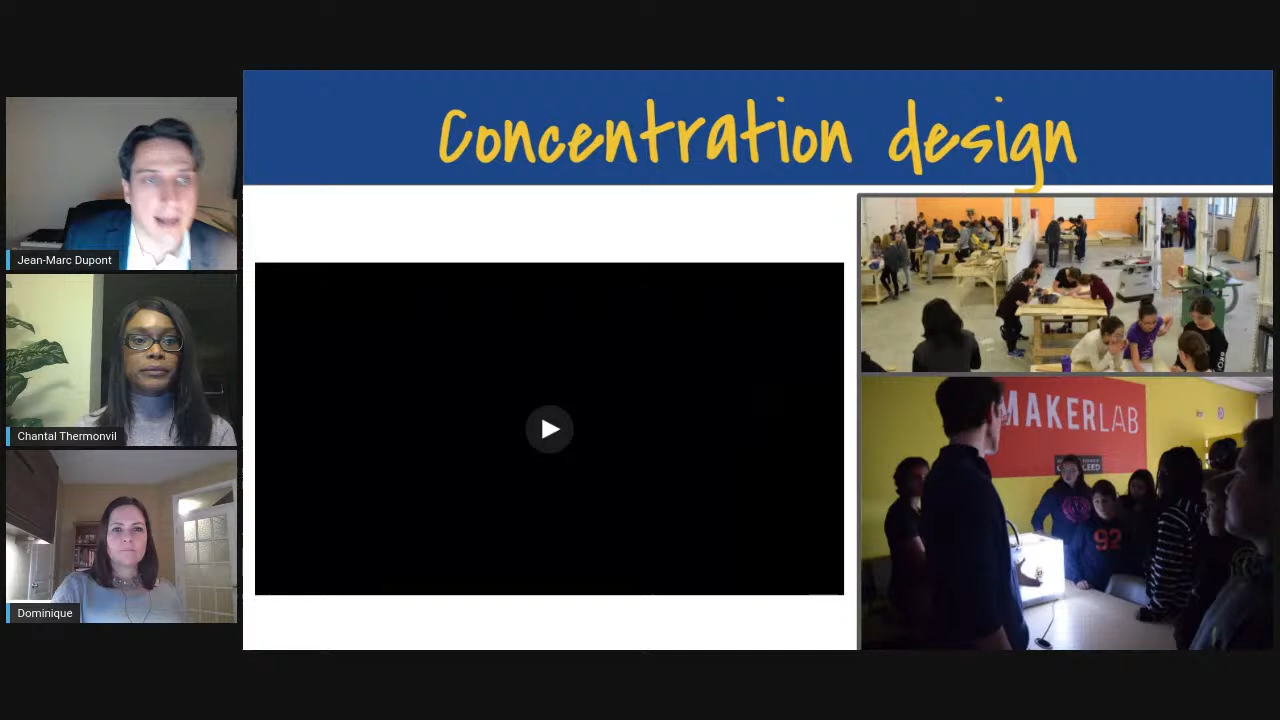 Concentration design
Jean-Marc Dupont
Chantal Thermonvil
Dominique
MAKERLAB
92